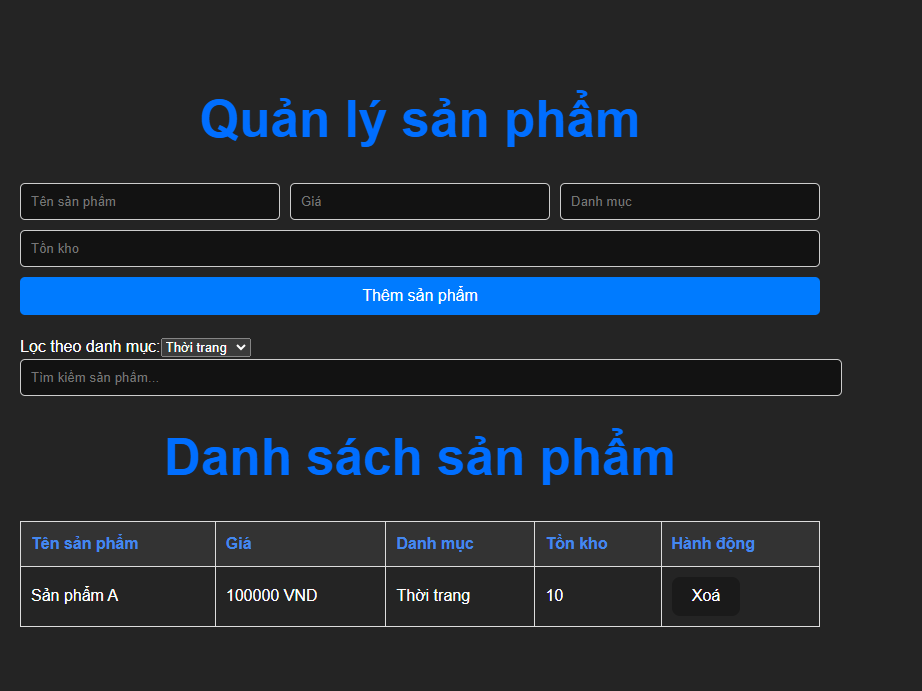 Quản lý sản phẩm
Tên sản phẩm Giá Danh mục
Tồn kho
Thêm sản phẩm
Lọc theo danh mục: Thời trang
Tìm kiếm sản phẩm...
Danh sách sản phẩm
Tên sản phẩm Giá Danh mục Tồn kho Hành động
Sản phẩm A 100000 VND Thời trang 10 Xoá